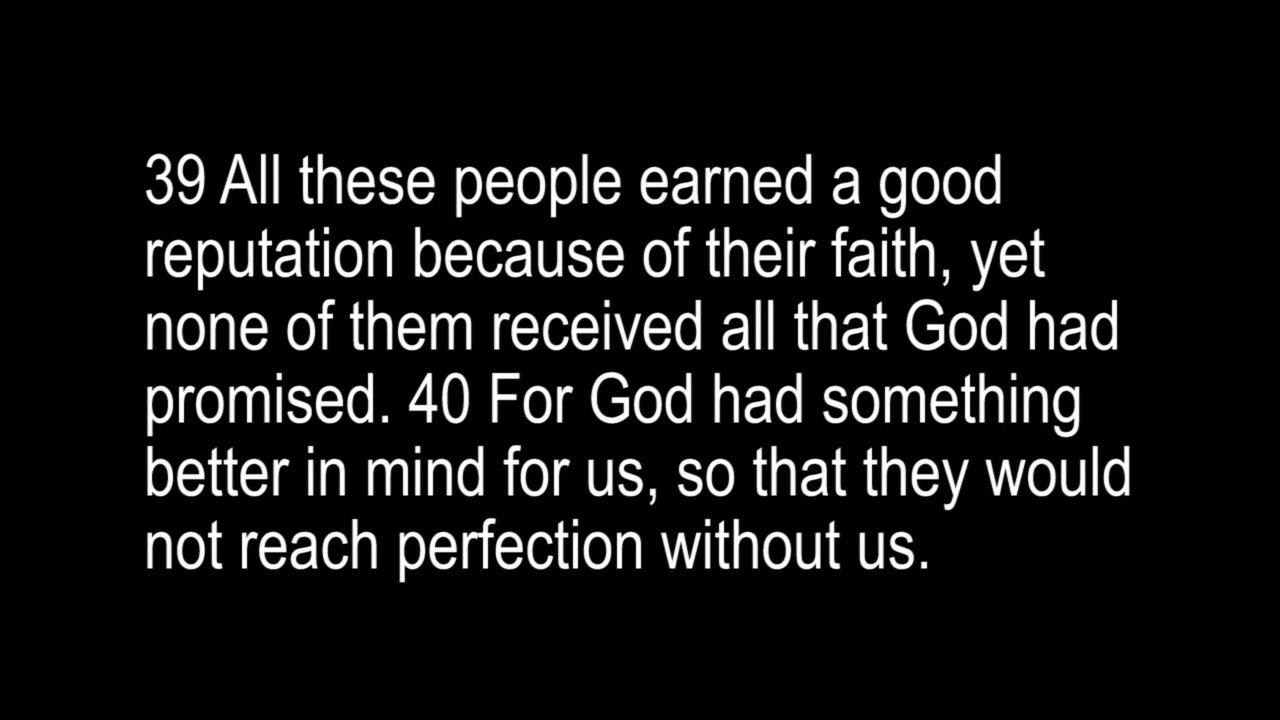 39 All these people earned a good
reputation because of their faith, yet
none of them received all that God had
promised. 40 For God had something
better in mind for us, so that they would
not reach perfection without us.